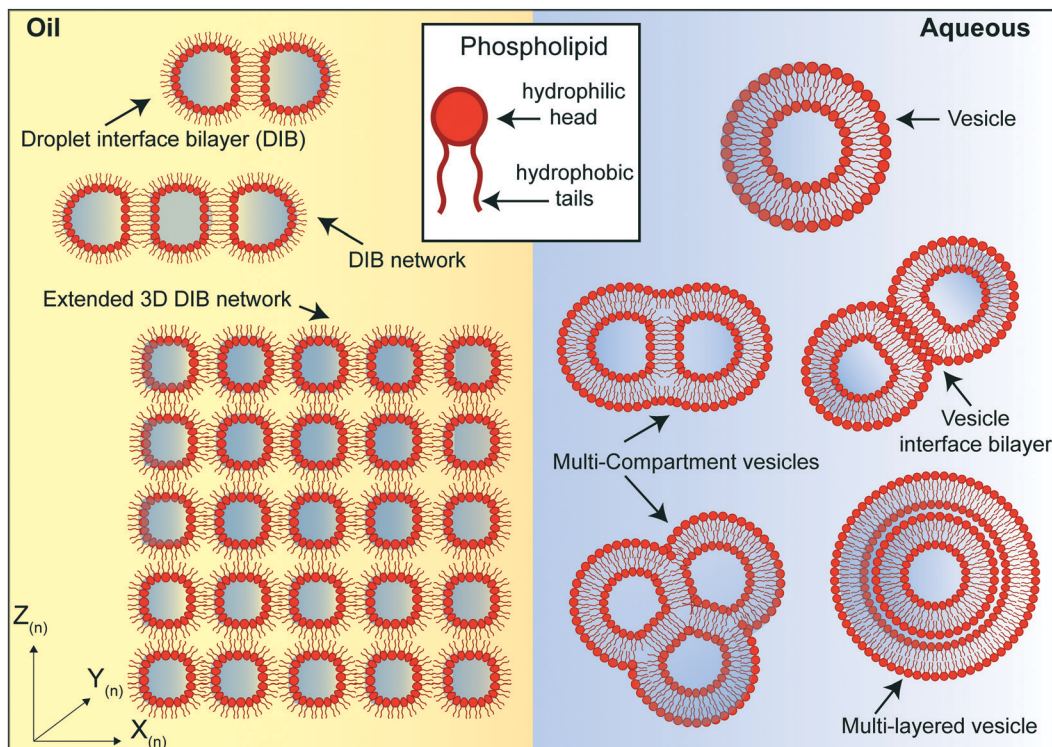 Oil
Aqueous
Phospholipid
hydrophilic
head
hydrophobic
tails
Droplet interface bilayer (DIB)
DIB network
Extended 3D DIB network
Z(n)
Y(n)
X(n)
Vesicle
Vesicle
interface bilayer
Multi-Compartment vesicles
Multi-layered vesicle